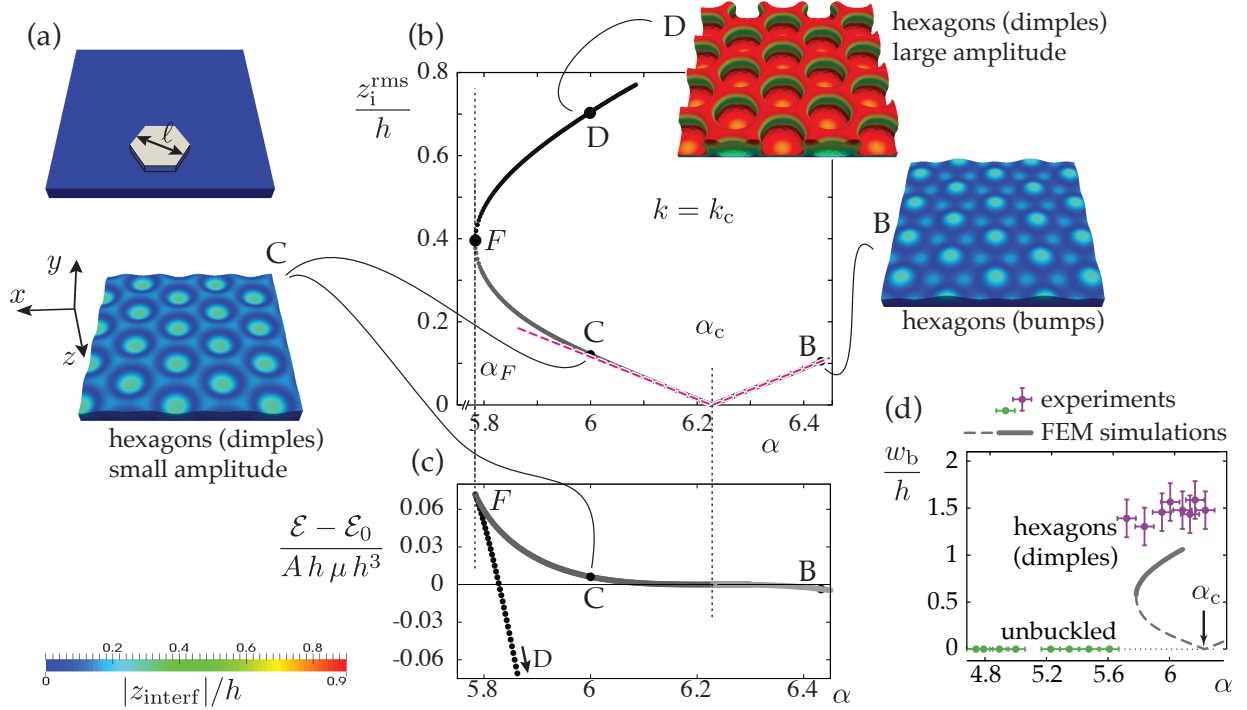 (a)
ℓ
C
y
x
z
hexagons (dimples)
small amplitude
0.2
0.4
0.6
0
0.9
|z_interf|/h
(b)
z_i^rms / h
0.8
0.6
0.4
0.2
0
5.8
6
6.2
6.4
α
D
hexagons (dimples)
large amplitude
D
k = k_c
F
C
α_F
α_c
B
B
hexagons (bumps)
(c)
ℰ − ℰ_0 / A h μ h^3
0.06
0.03
0
-0.03
-0.06
F
C
B
D
5.8
6
6.2
6.4
α
(d)
experiments
FEM simulations
w_b / h
2
1.5
1
0.5
0
hexagons
(dimples)
α_c
unbuckled
4.8
5.2
5.6
6
α